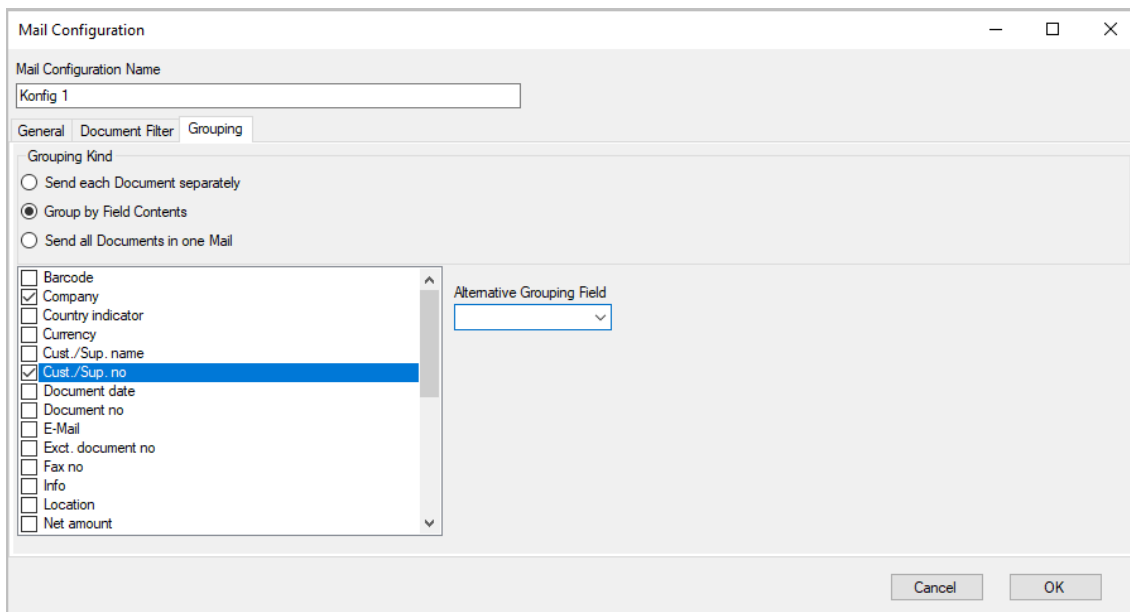 Mail Configuration
Mail Configuration Name
Konfig 1
General Document Filter Grouping
Grouping Kind
Send each Document separately
Group by Field Contents
Send all Documents in one Mail
Barcode
Company
Country indicator
Currency
Cust./Sup. name
Cust./Sup. no
Document date
Document no
E-Mail
Exct. document no
Fax no
Info
Location
Net amount
Alternative Grouping Field
Cancel OK